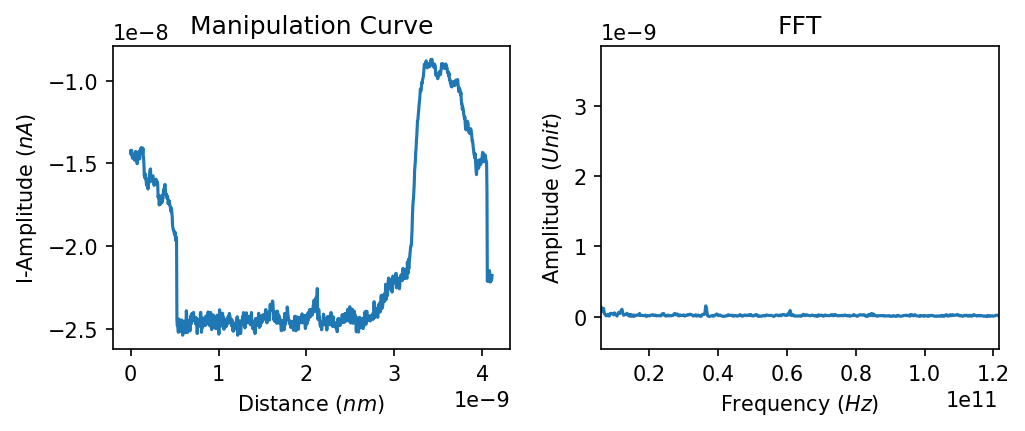 Manipulation Curve
1e−8
−1.0
−1.5
−2.0
−2.5
I-Amplitude (nA)
0 1 2 3 4
1e−9
Distance (nm)
FFT
1e−9
3
2
1
0
Amplitude (Unit)
0.2 0.4 0.6 0.8 1.0 1.2
1e11
Frequency (Hz)